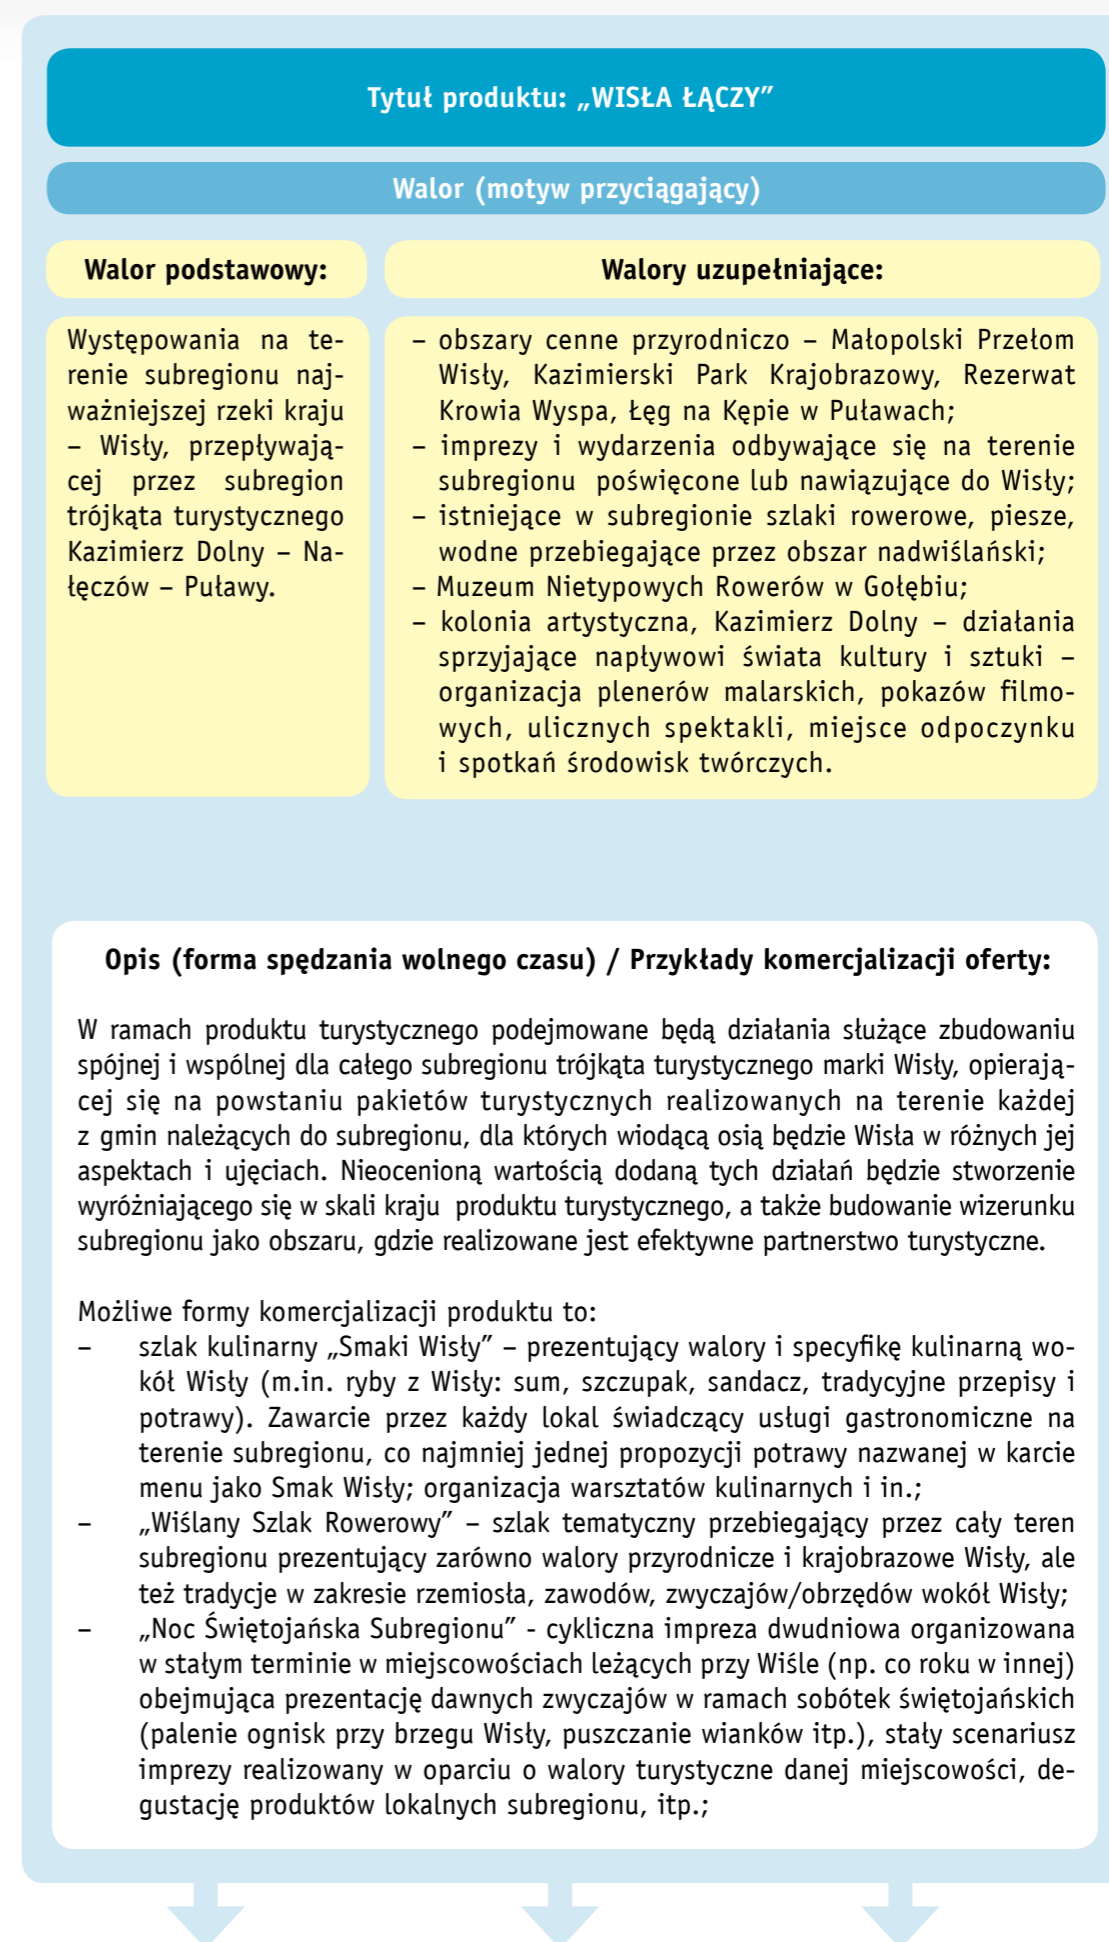 Tytuł produktu: „WISŁA ŁĄCZY”
Walor (motyw przyciągający)
Walor podstawowy:
Występowania na te-
renie subregionu naj-
ważniejszej rzeki kraju
– Wisły, przepływają-
cej przez subregion
trójkąta turystycznego
Kazimierz Dolny – Na-
łęczów – Puławy.
Walory uzupełniające:
– obszary cenne przyrodniczo – Małopolski Przełom
Wisły, Kazimierski Park Krajobrazowy, Rezerwat
Krowia Wyspa, Łęg na Kępie w Puławach;
– imprezy i wydarzenia odbywające się na terenie
subregionu poświęcone lub nawiązujące do Wisły;
– istniejące w subregionie szlaki rowerowe, piesze,
wodne przebiegające przez obszar nadwiślański;
– Muzeum Nietypowych Rowerów w Gołębiu;
– kolonia artystyczna, Kazimierz Dolny – działania
sprzyjające napływowi świata kultury i sztuki –
organizacja plenerów malarskich, pokazów filmo-
wych, ulicznych spektakli, miejsce odpoczynku
i spotkań środowisk twórczych.
Opis (forma spędzania wolnego czasu) / Przykłady komercjalizacji oferty:
W ramach produktu turystycznego podejmowane będą działania służące zbudowaniu
spójnej i wspólnej dla całego subregionu trójkąta turystycznego marki Wisły, opierają-
cej się na powstaniu pakietów turystycznych realizowanych na terenie każdej
z gmin należących do subregionu, dla których wiodącą osią będzie Wisła w różnych jej
aspektach i ujęciach. Nieocenioną wartością dodaną tych działań będzie stworzenie
wyróżniającego się w skali kraju produktu turystycznego, a także budowanie wizerunku
subregionu jako obszaru, gdzie realizowane jest efektywne partnerstwo turystyczne.
Możliwe formy komercjalizacji produktu to:
– szlak kulinarny „Smaki Wisły” – prezentujący walory i specyfikę kulinarną wo-
kół Wisły (m.in. ryby z Wisły: sum, szczupak, sandacz, tradycyjne przepisy i
potrawy). Zawarcie przez każdy lokal świadczący usługi gastronomiczne na
terenie subregionu, co najmniej jednej propozycji potrawy nazwanej w karcie
menu jako Smak Wisły; organizacja warsztatów kulinarnych i in.;
– „Wiślany Szlak Rowerowy” – szlak tematyczny przebiegający przez cały teren
subregionu prezentujący zarówno walory przyrodnicze i krajobrazowe Wisły, ale
też tradycje w zakresie rzemiosła, zawodów, zwyczajów/obrzędów wokół Wisły;
– „Noc Świętojańska Subregionu” - cykliczna impreza dwudniowa organizowana
w stałym terminie w miejscowościach leżących przy Wiśle (np. co roku w innej)
obejmująca prezentację dawnych zwyczajów w ramach sobótek świętojańskich
(palenie ognisk przy brzegu Wisły, puszczanie wianków itp.), stały scenariusz
imprezy realizowany w oparciu o walory turystyczne danej miejscowości, de-
gustację produktów lokalnych subregionu, itp.;